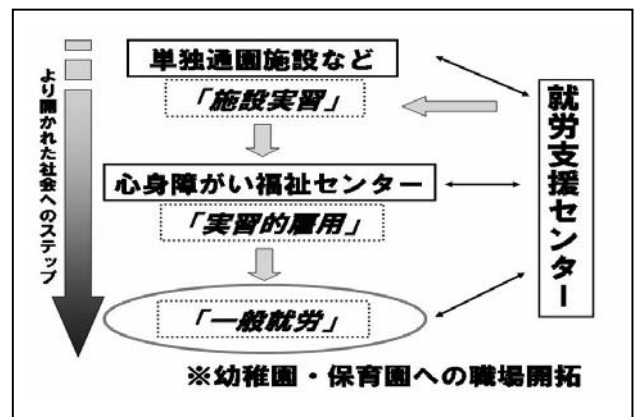 より開かれた社会へのステップ
単独通園施設など
「施設実習」
心身障がい福祉センター
「実習的雇用」
「一般就労」
就労支援センター
※幼稚園・保育園への職場開拓